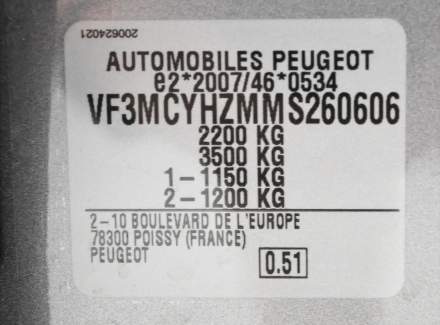 200624021
AUTOMOBILES PEUGEOT
e2*2007/46*0534
VF3MCYHZMMS260606
2200 KG
3500 KG
1-1150 KG
2-1200 KG
2-10 BOULEVARD DE L'EUROPE
78300 POISSY (FRANCE)
PEUGEOT
0.51